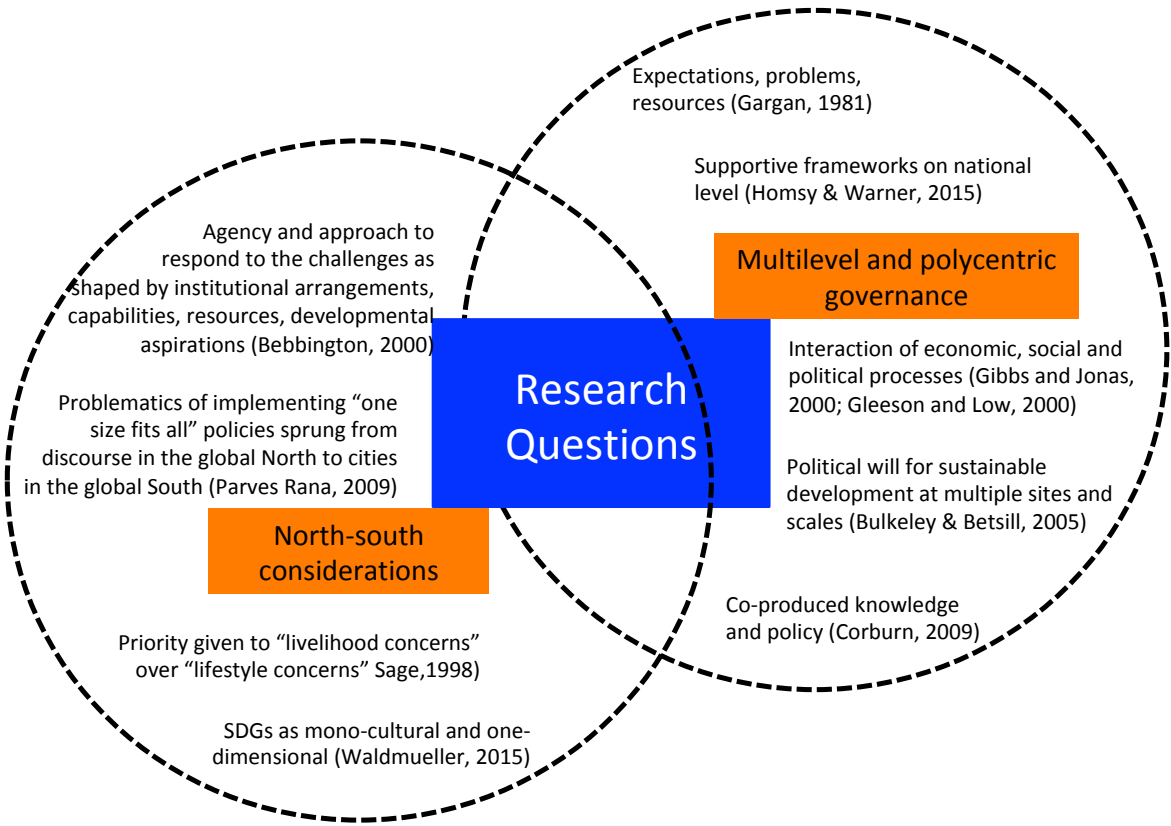 Expectations, problems,
resources (Gargan, 1981)
Supportive frameworks on national
level (Homsy & Warner, 2015)
Multilevel and polycentric
governance
Interaction of economic, social and
political processes (Gibbs and Jonas,
2000; Gleeson and Low, 2000)
Political will for sustainable
development at multiple sites and
scales (Bulkeley & Betsill, 2005)
Co-produced knowledge
and policy (Corburn, 2009)
Research
Questions
Agency and approach to
respond to the challenges as
shaped by institutional arrangements,
capabilities, resources, developmental
aspirations (Bebbington, 2000)
Problematics of implementing “one
size fits all” policies sprung from
discourse in the global North to cities
in the global South (Parves Rana, 2009)
North-south
considerations
Priority given to “livelihood concerns”
over “lifestyle concerns” Sage,1998)
SDGs as mono-cultural and one-
dimensional (Waldmueller, 2015)